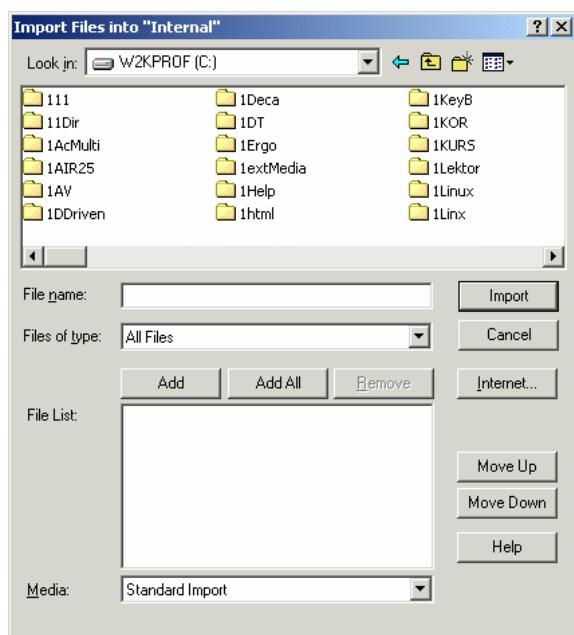 Import Files into "Internal"
Look in: W2KPROF (C:)
111 1Deca 1KeyB
11Dir 1DT 1KOR
1AcMulti 1Ergo 1KURS
1AIR25 1extMedia 1Lektor
1AV 1Help 1Linux
1DDriven 1html 1Linx
File name: Import
Files of type: All Files Cancel
Add Add All Remove Internet...
File List:
Move Up
Move Down
Help
Media: Standard Import